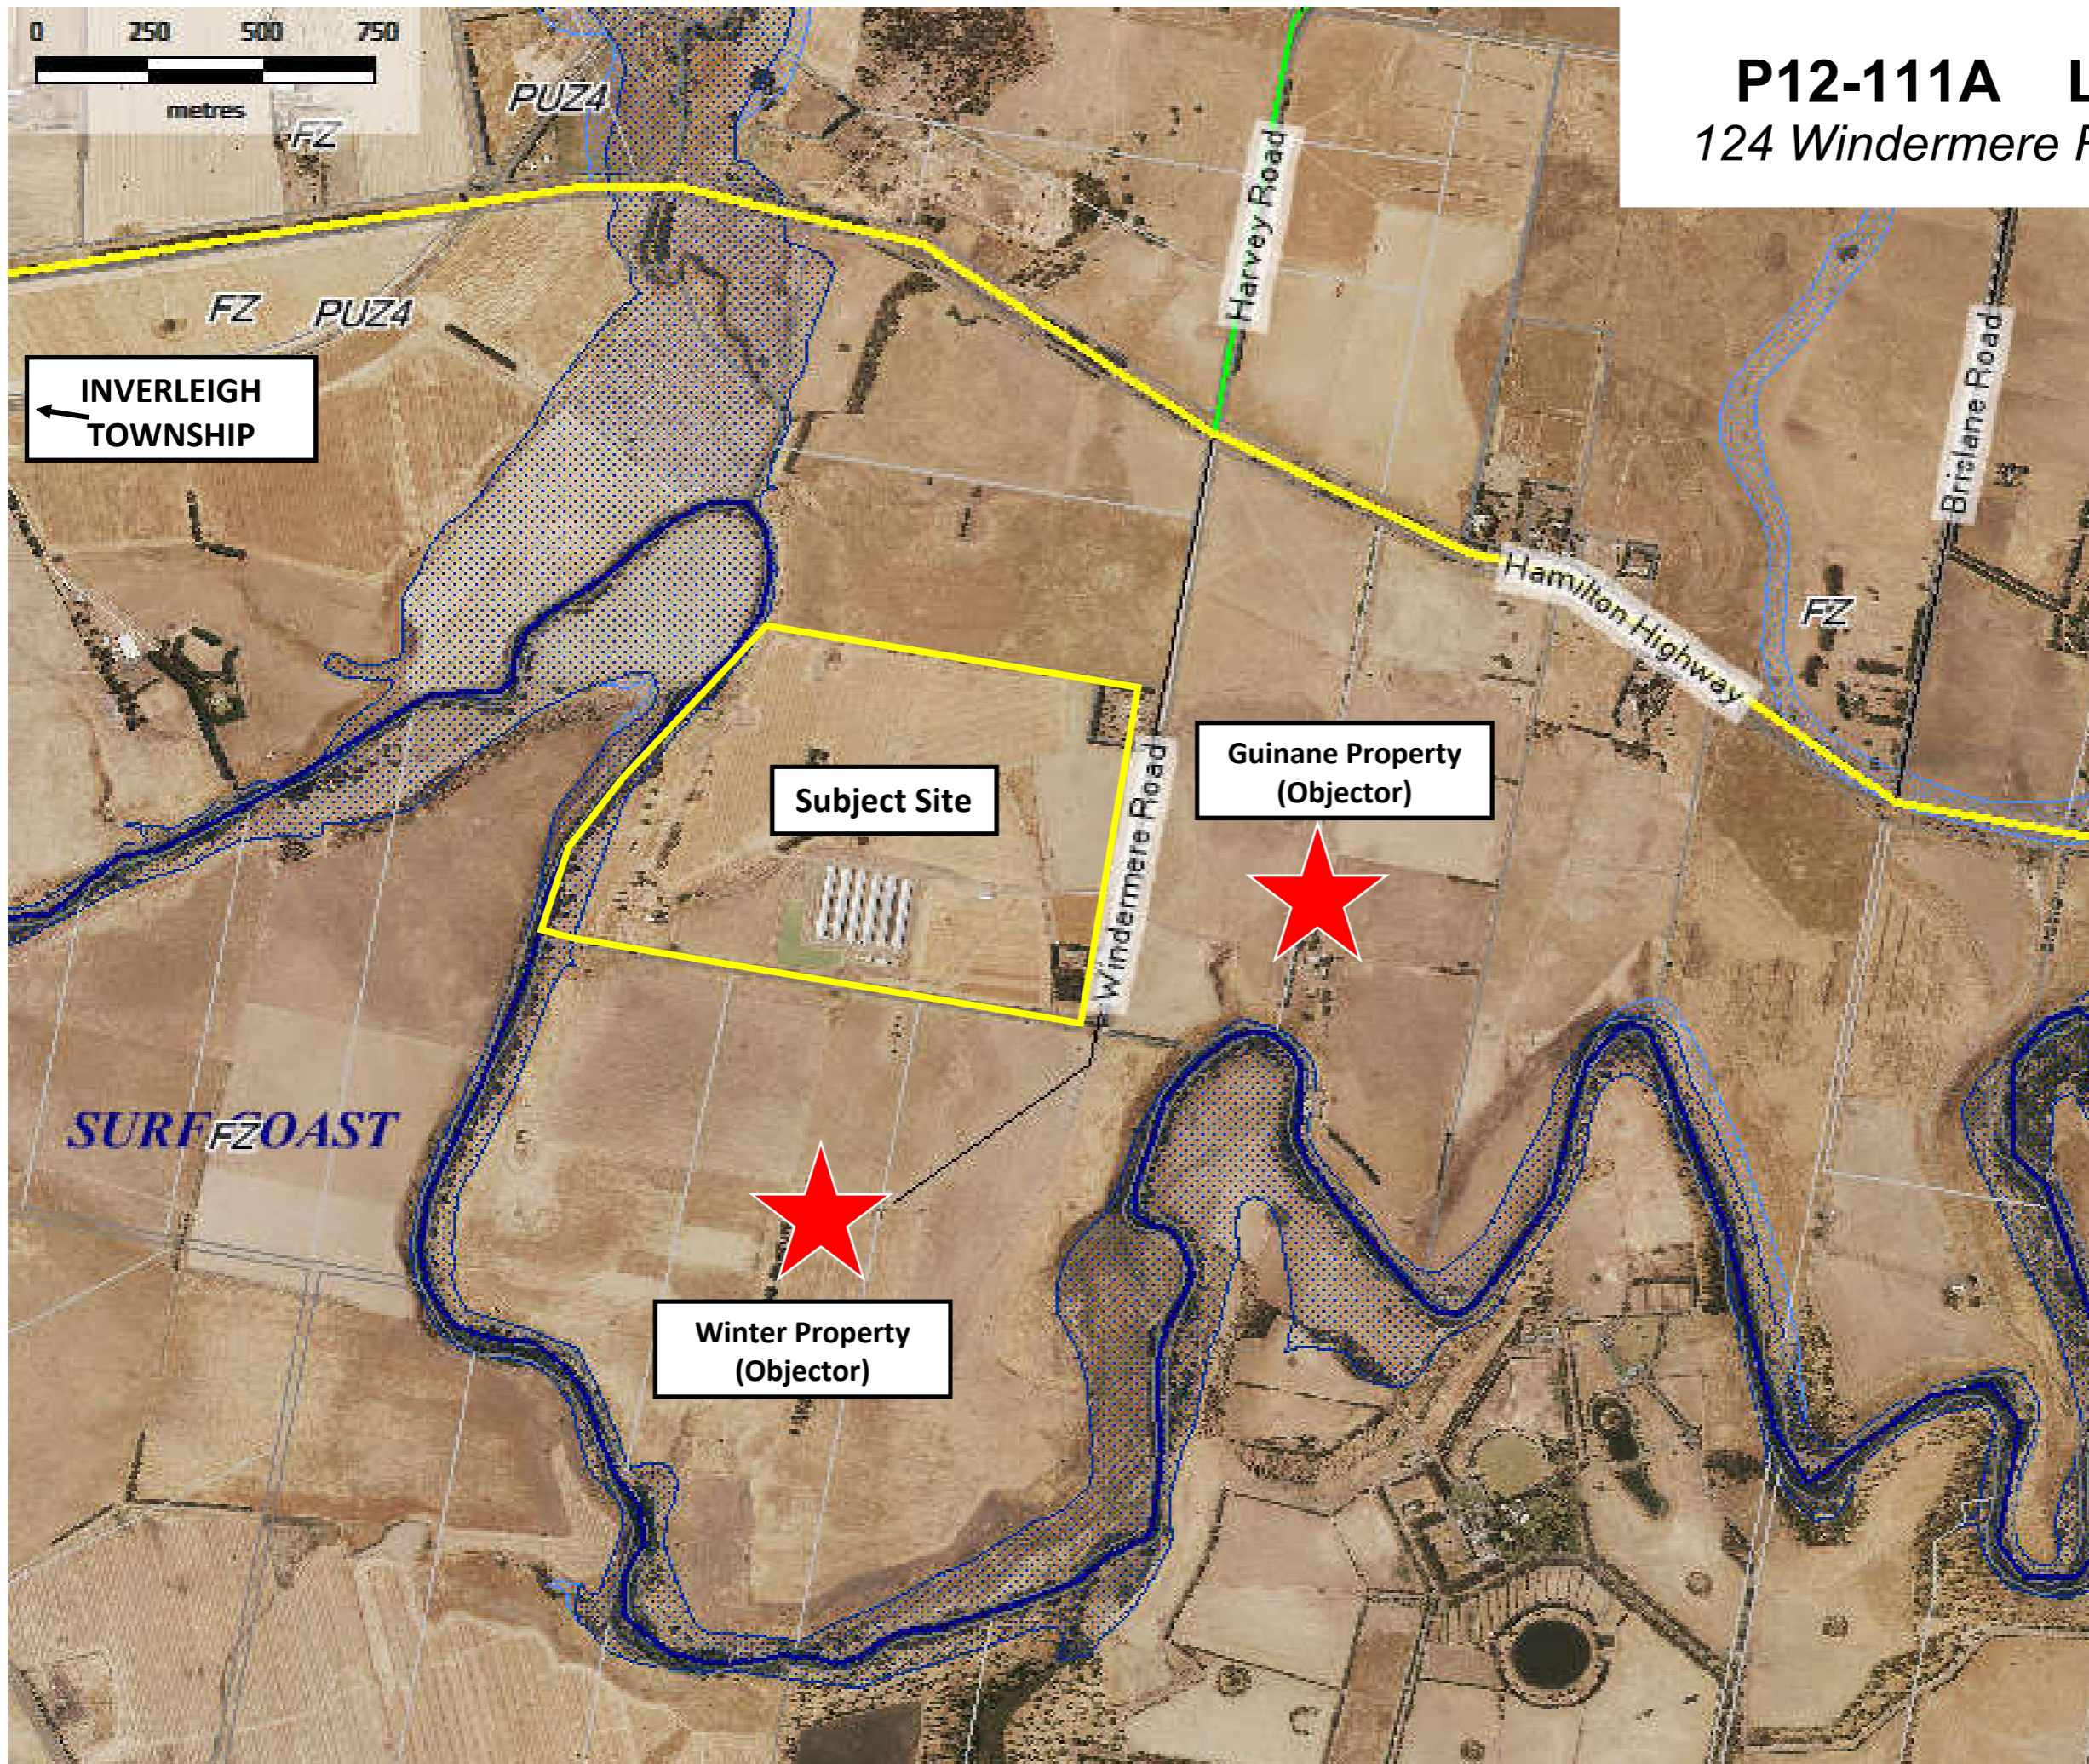 0 250 500 750
metres
P12-111A L
124 Windermere R
PUZ4
FZ
FZ PUZ4
INVERLEIGH
TOWNSHIP
Harvey Road
Brislane Road
Hamilton Highway
FZ
Subject Site
Windermere Road
Guinane Property
(Objector)
SURF COAST
FZ
Winter Property
(Objector)